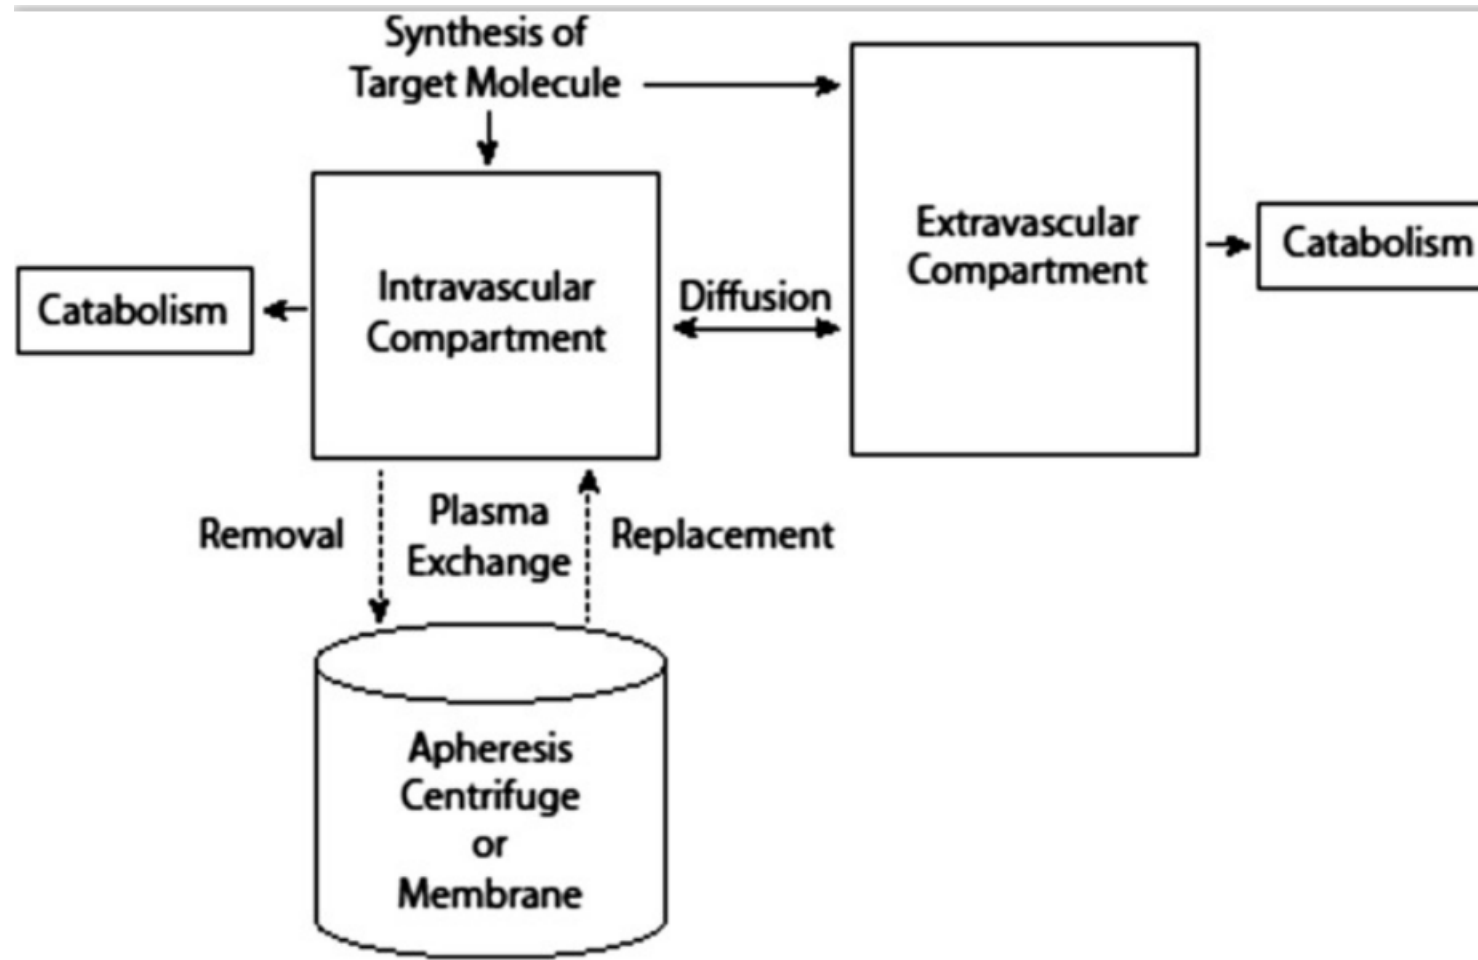 Synthesis of
Target Molecule
Extravascular
Compartment
Catabolism
Intravascular
Compartment
Catabolism
Diffusion
Removal
Plasma
Exchange
Replacement
Apheresis
Centrifuge
or
Membrane